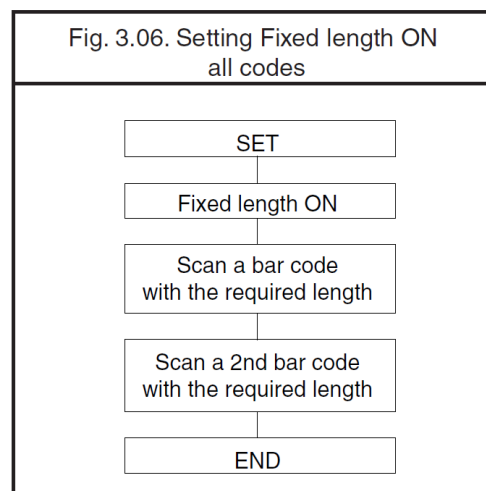 Fig. 3.06. Setting Fixed length ON
all codes
SET
Fixed length ON
Scan a bar code
with the required length
Scan a 2nd bar code
with the required length
END